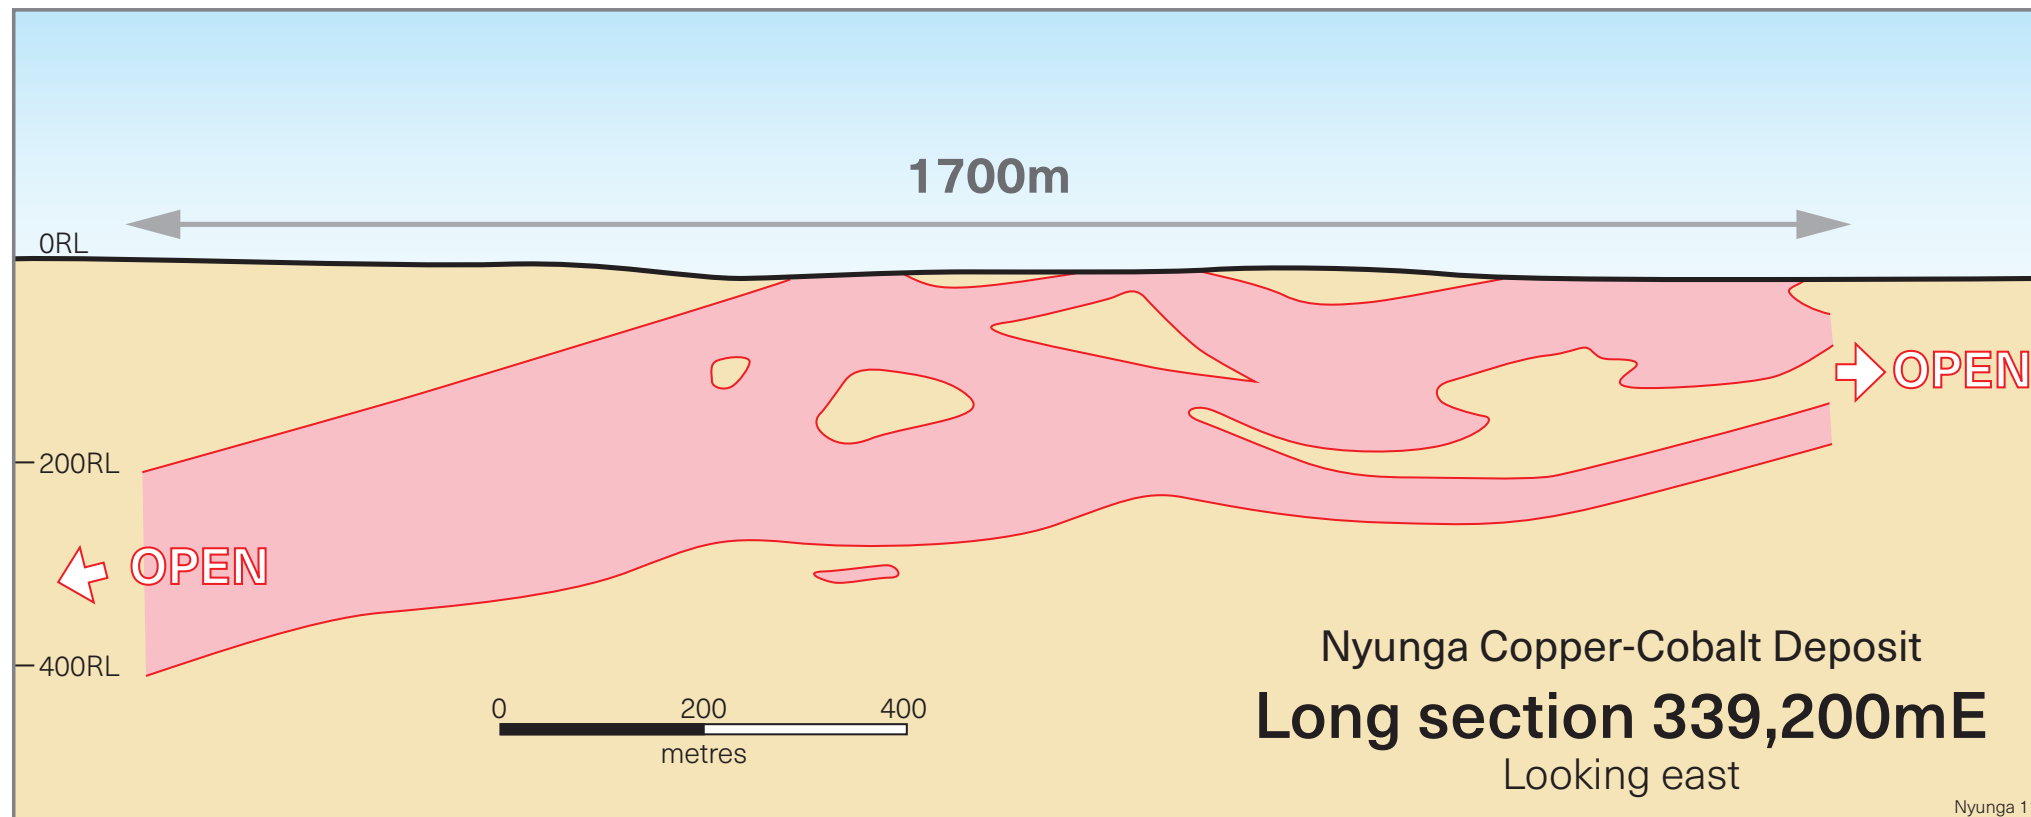 1700m
0RL
OPEN
200RL
OPEN
Nyunga Copper-Cobalt Deposit
400RL
0 200 400
Long section 339,200mE
metres
Looking east
Nyunga 1